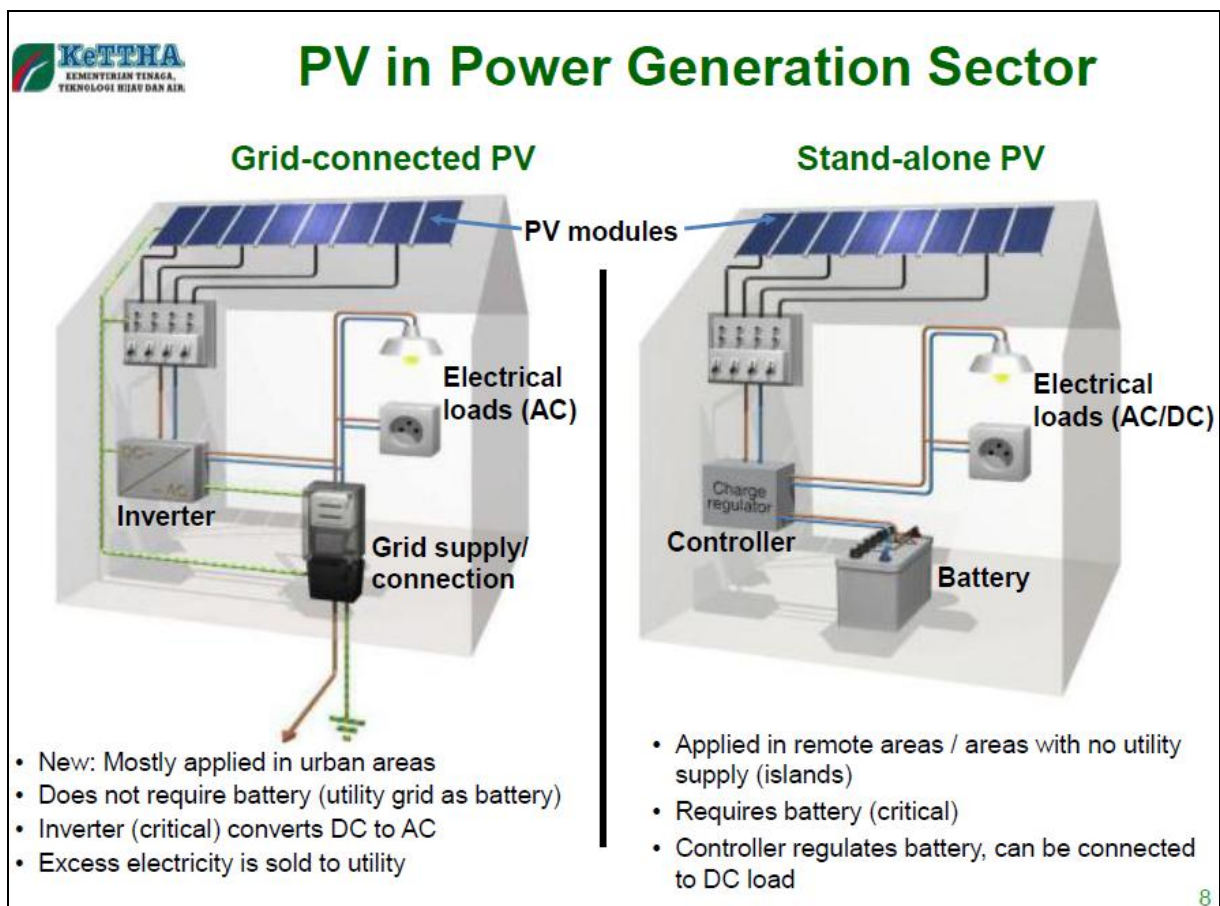 KeTTHA
KEMENTERIAN TENAGA,
TEKNOLOGI HIJAU DAN AIR
PV in Power Generation Sector
Grid-connected PV
Stand-alone PV
PV modules
Electrical
loads (AC)
DC~
~ AC
Inverter
Grid supply/
connection
Electrical
loads (AC/DC)
Charge
regulator
Controller
Battery
• New: Mostly applied in urban areas
• Does not require battery (utility grid as battery)
• Inverter (critical) converts DC to AC
• Excess electricity is sold to utility
• Applied in remote areas / areas with no utility
supply (islands)
• Requires battery (critical)
• Controller regulates battery, can be connected
to DC load
8